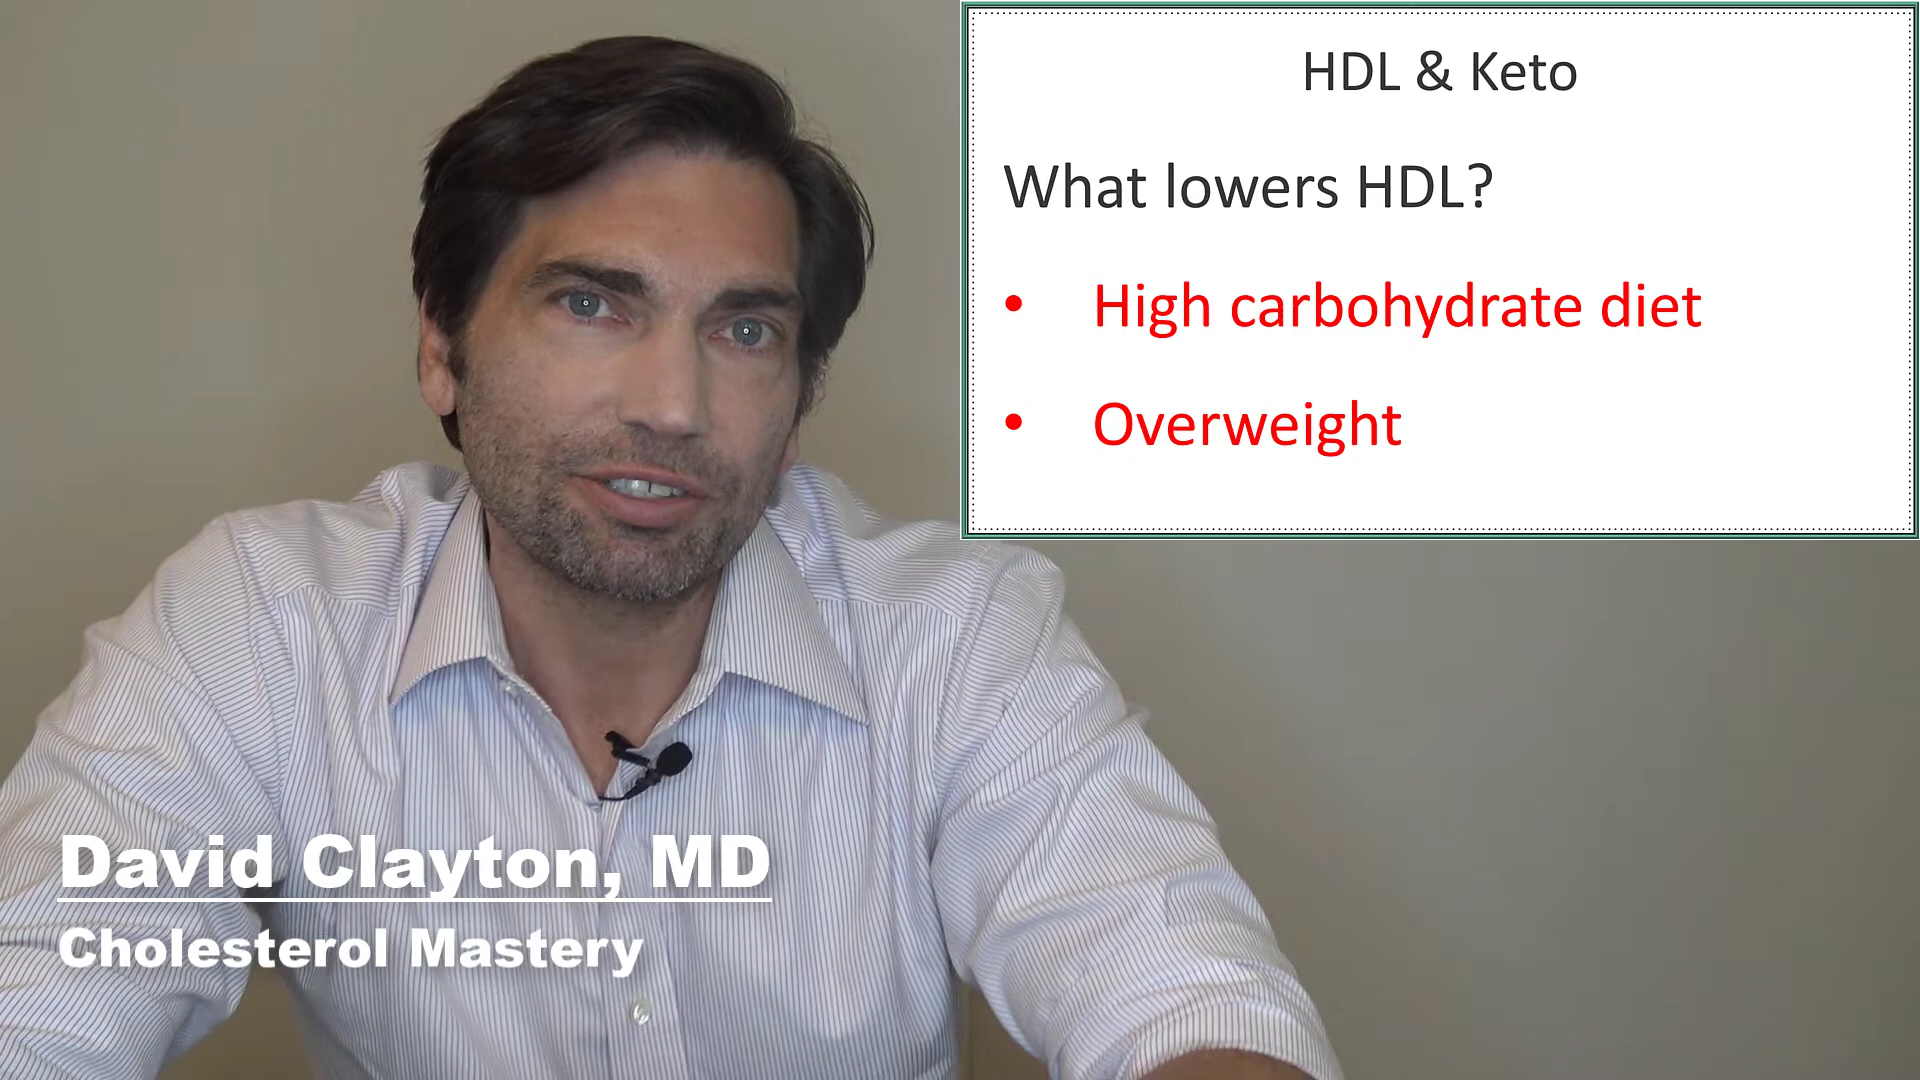 HDL & Keto
What lowers HDL?
• High carbohydrate diet
• Overweight
David Clayton, MD
Cholesterol Mastery